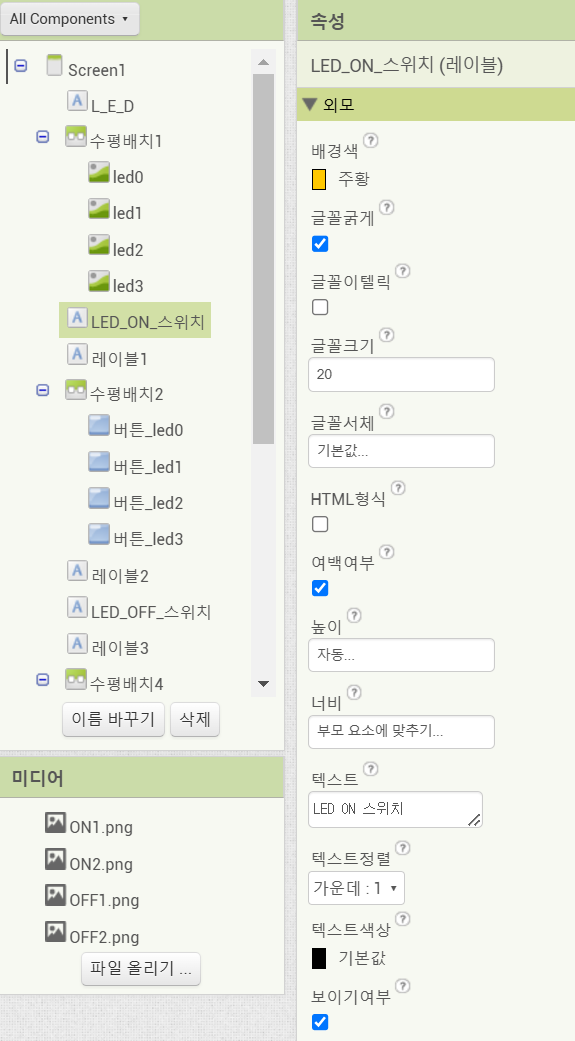 All Components
Screen1
L_E_D
수평배치1
led0
led1
led2
led3
LED_ON_스위치
레이블1
수평배치2
버튼_led0
버튼_led1
버튼_led2
버튼_led3
레이블2
LED_OFF_스위치
레이블3
수평배치4
이름 바꾸기 삭제
미디어
ON1.png
ON2.png
OFF1.png
OFF2.png
파일 올리기 ...
속성
LED_ON_스위치 (레이블)
외모
배경색 ?
주황
글꼴굵게 ?
글꼴이텔릭 ?
글꼴크기 ?
20
글꼴서체 ?
기본값...
HTML형식 ?
여백여부 ?
높이 ?
자동...
너비 ?
부모 요소에 맞추기...
텍스트 ?
LED ON 스위치
텍스트정렬 ?
가운데 : 1
텍스트색상 ?
기본값
보이기여부 ?